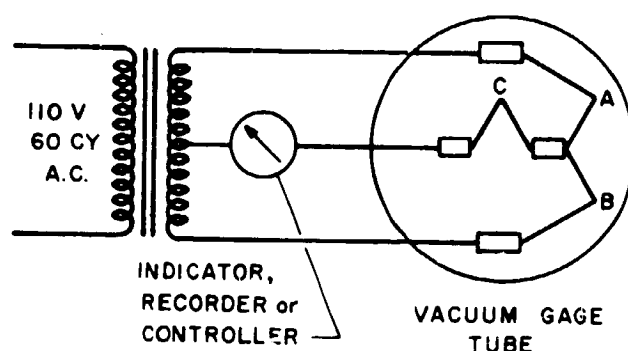 110 V
60 CY
A.C.
C
A
B
INDICATOR,
RECORDER or
CONTROLLER
VACUUM GAGE
TUBE